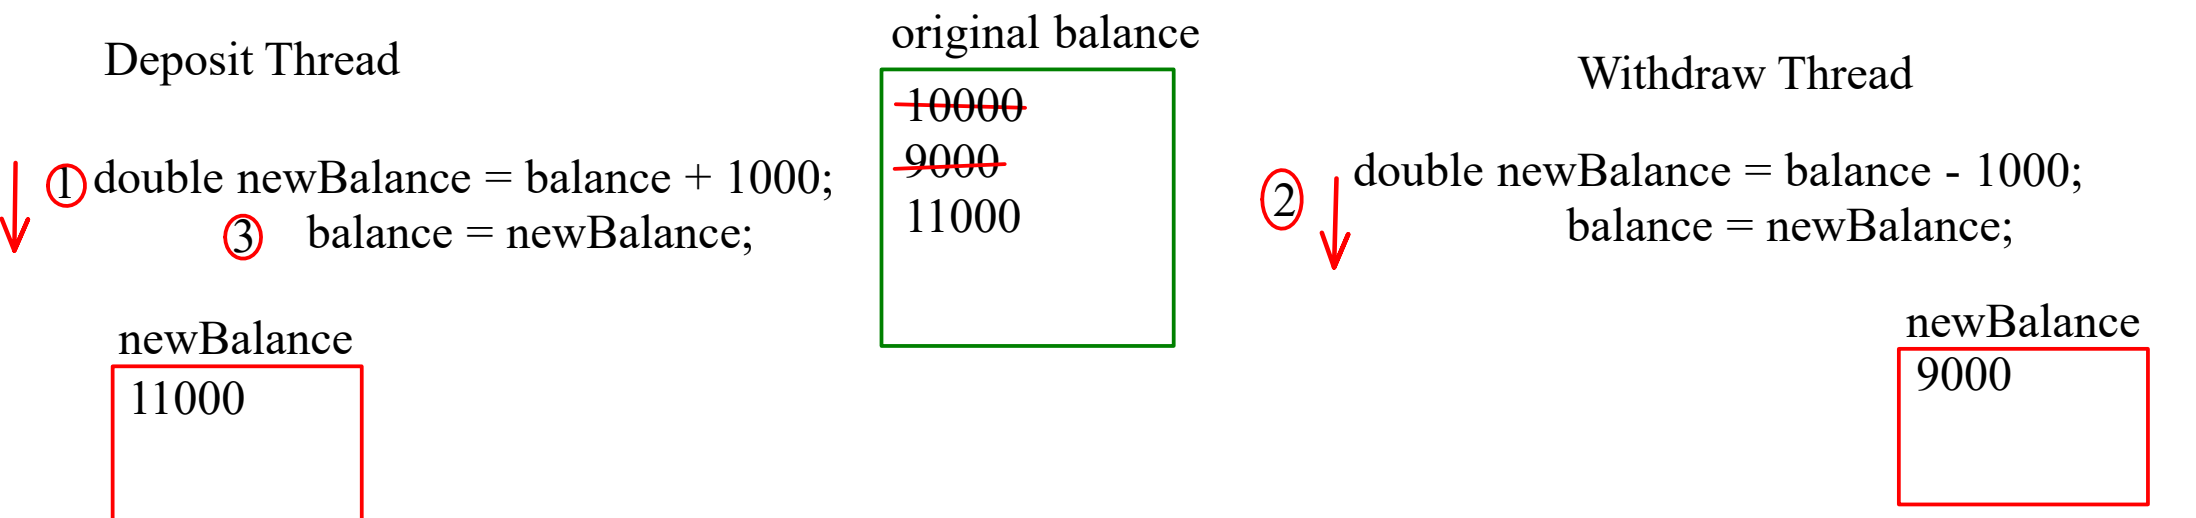 Deposit Thread
1 double newBalance = balance + 1000;
3 balance = newBalance;
newBalance
11000
original balance
10000
9000
11000
Withdraw Thread
2
double newBalance = balance - 1000;
balance = newBalance;
newBalance
9000